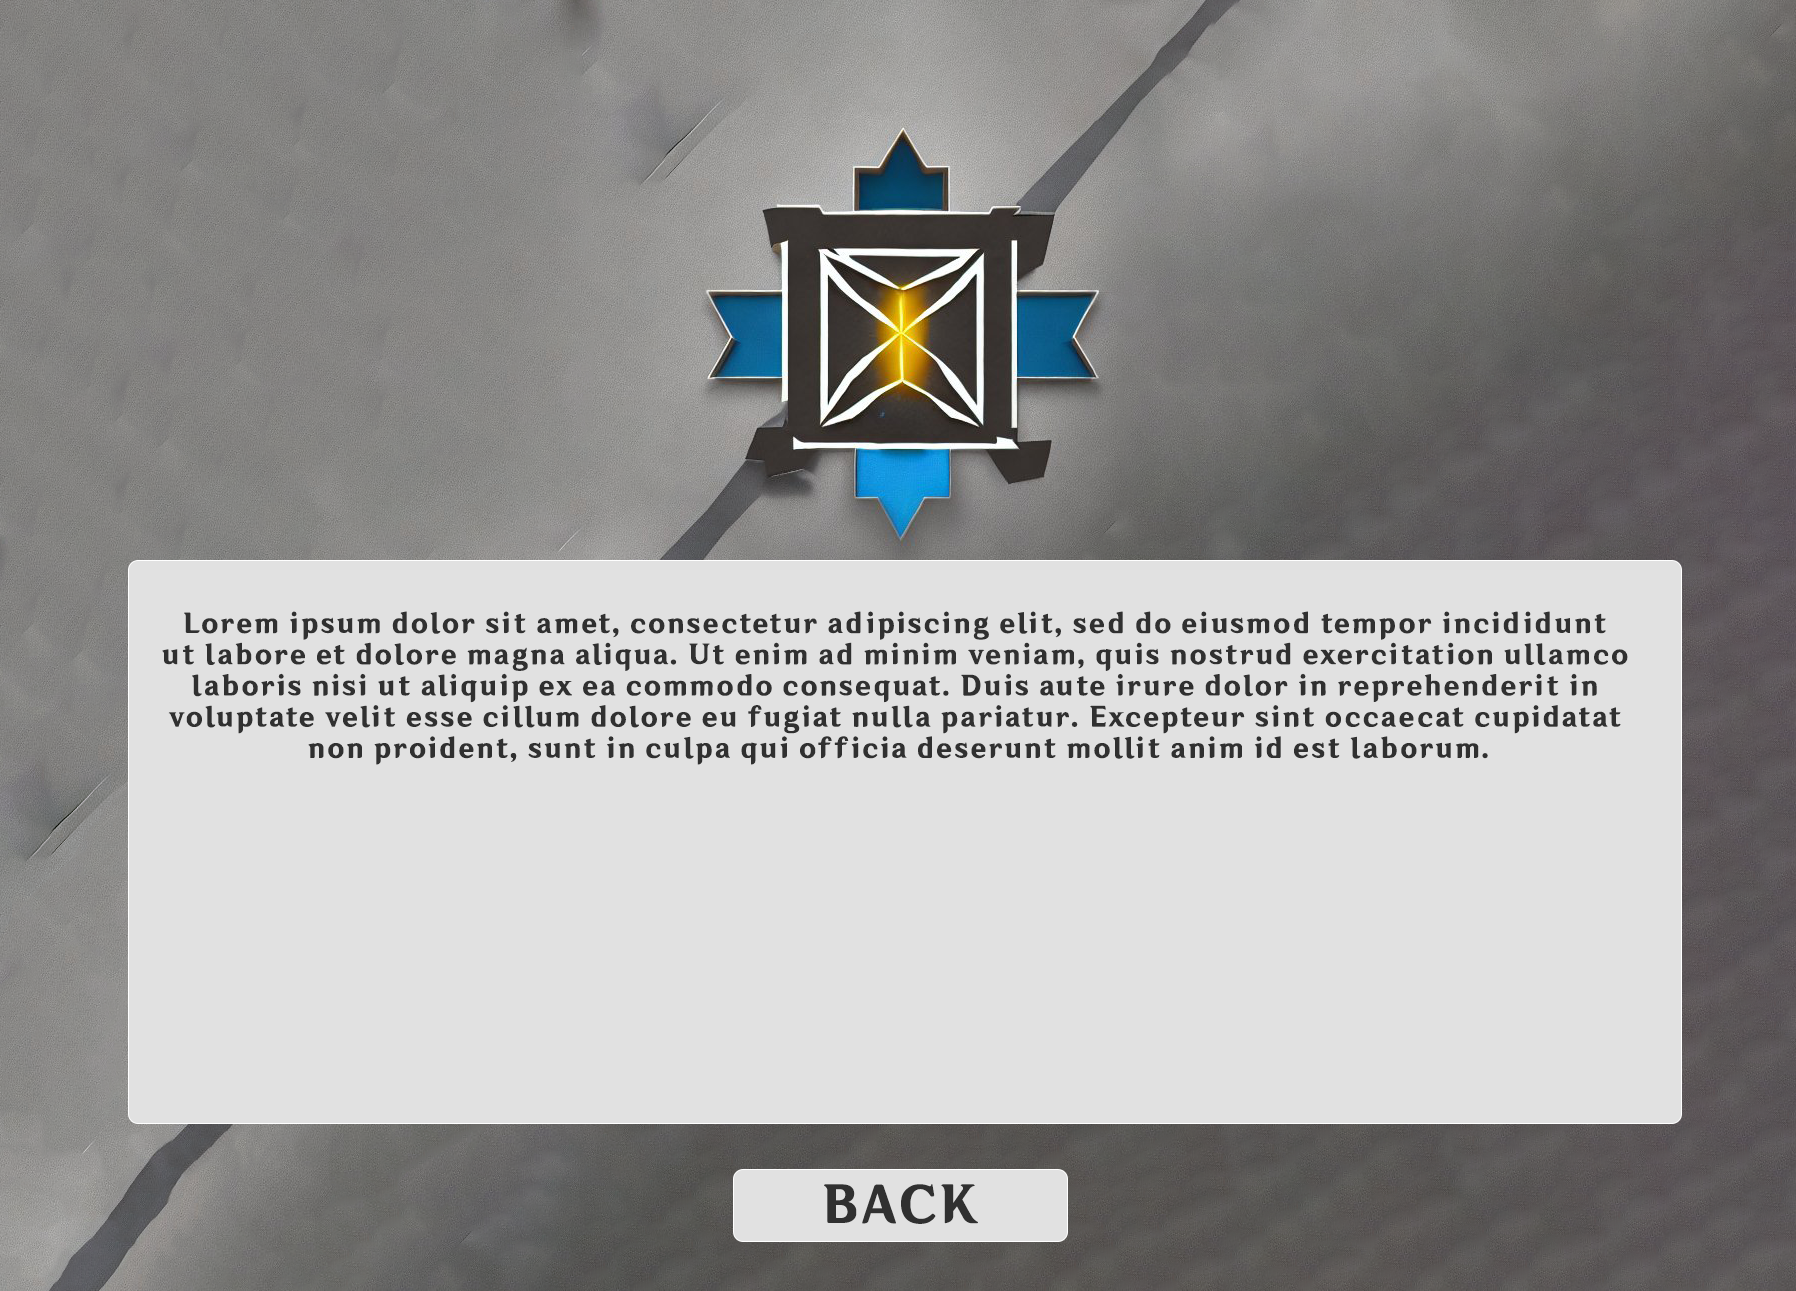 Lorem ipsum dolor sit amet, consectetur adipiscing elit, sed do eiusmod tempor incididunt
ut labore et dolore magna aliqua. Ut enim ad minim veniam, quis nostrud exercitation ullamco
laboris nisi ut aliquip ex ea commodo consequat. Duis aute irure dolor in reprehenderit in
voluptate velit esse cillum dolore eu fugiat nulla pariatur. Excepteur sint occaecat cupidatat
non proident, sunt in culpa qui officia deserunt mollit anim id est laborum.
BACK